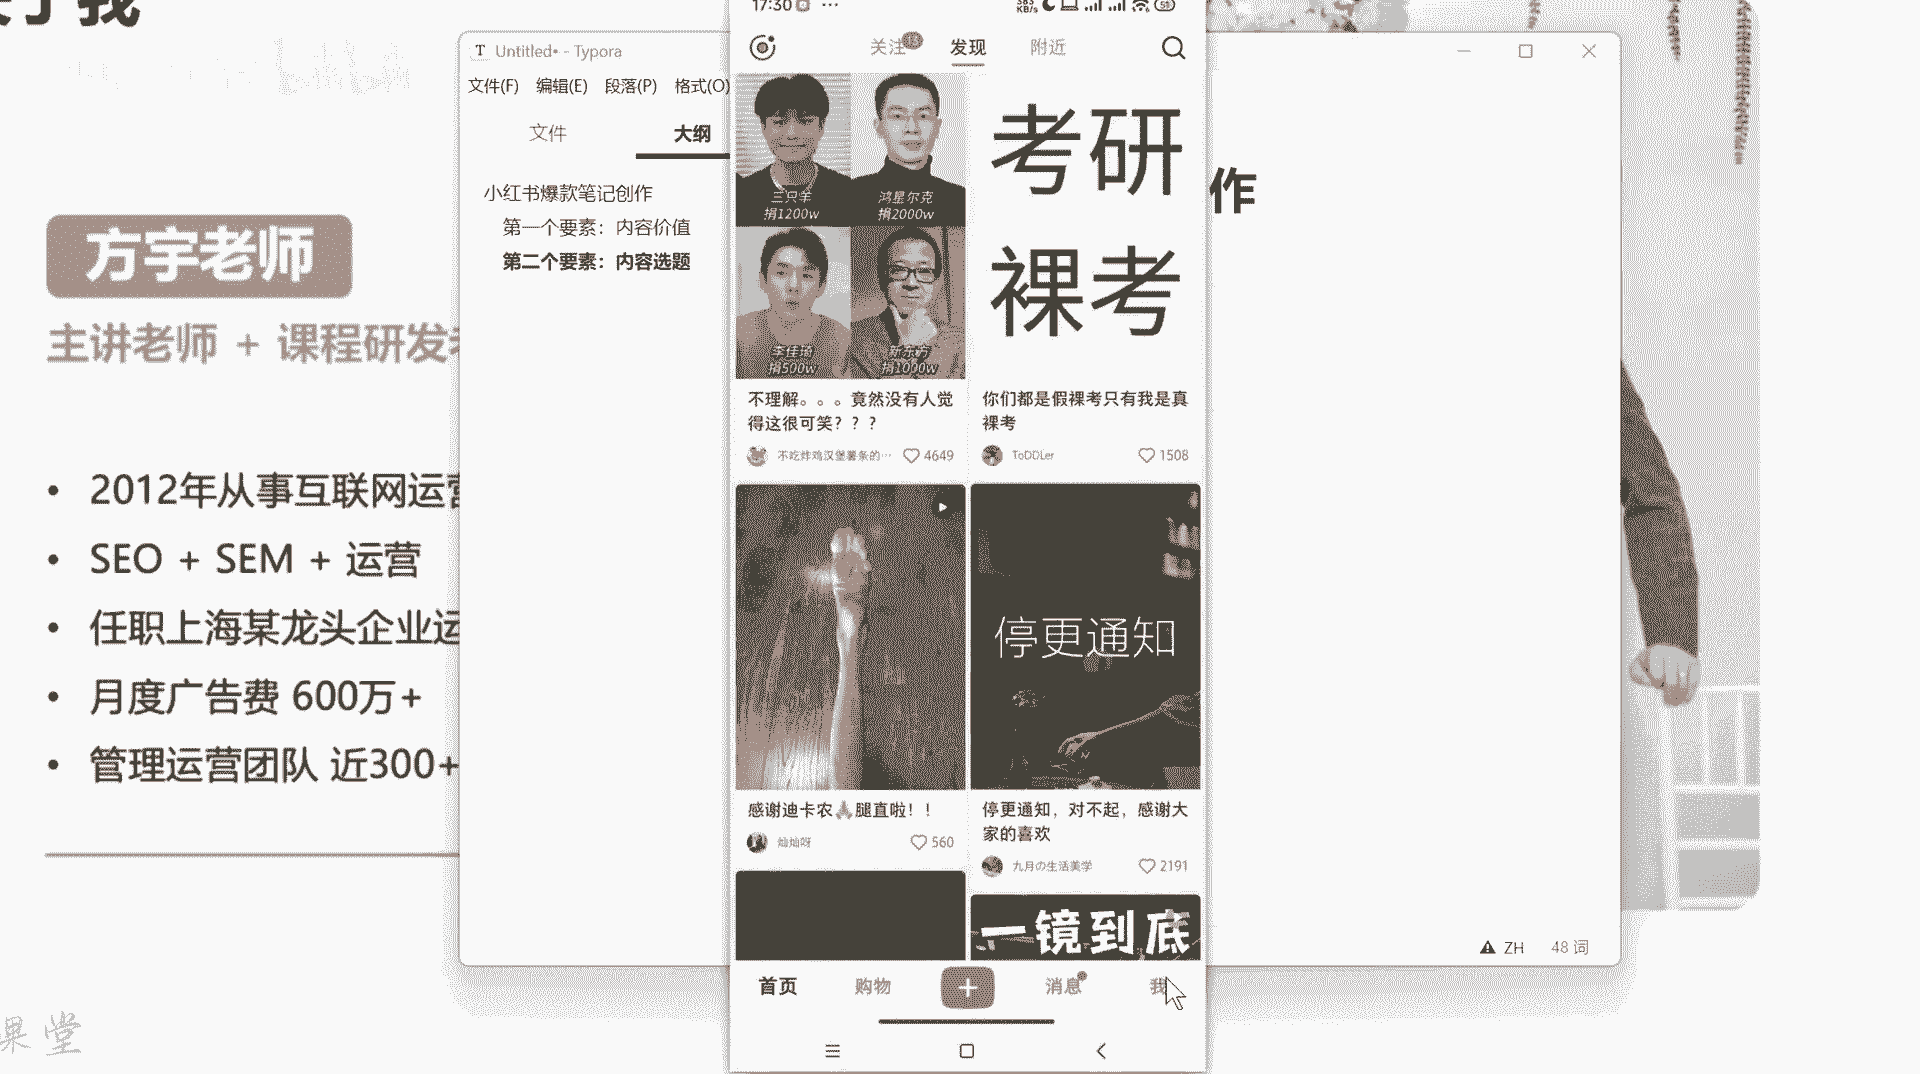 我
方宇老师
主讲老师 + 课程研发
2012年从事互联网运营
SEO + SEM + 运营
任职上海某龙头企业运
月度广告费 600万+
管理运营团队 近300+
课堂
Untitled• - Typora
文件(F) 编辑(E) 段落(P) 格式(O)
文件 大纲
小红书爆款笔记创作
第一个要素：内容价值
第二个要素：内容选题
作
ZH 48 词
17:30
KB/s
51
关注 发现 附近
三只羊
捐1200w
鸿星尔克
捐2000w
李佳琦
捐500w
新东方
捐1000w
不理解。。。竟然没有人觉
得这很可笑？？？
不吃炸鸡汉堡薯条的… 4649
考研
裸考
你们都是假裸考只有我是真
裸考
ToDDLer 1508
感谢迪卡农🙏腿直啦！！
灿灿呀 560
停更通知
停更通知，对不起，感谢大
家的喜欢
九月の生活美学 2191
一镜到底
首页 购物 消息 我